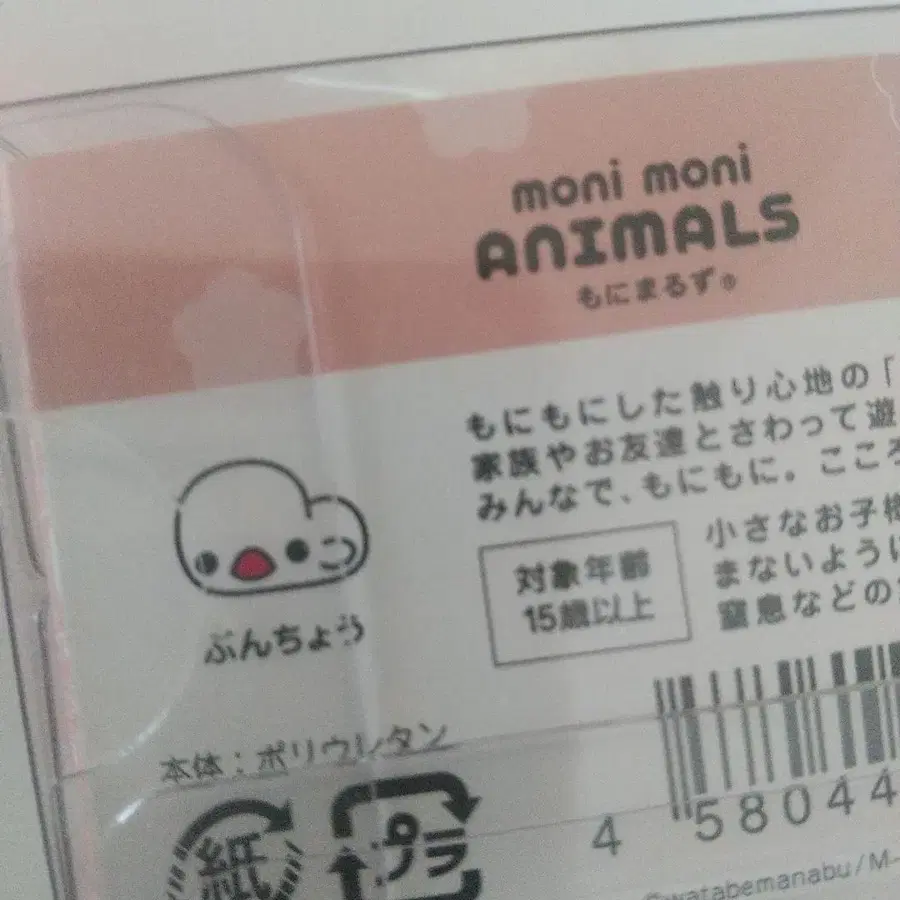 moni moni
ANIMALS
もにまるず®
もにもにした触り心地の「
家族やお友達とさわって遊
みんなで、もにもに。こころ
対象年齢
15歳以上
小さなお子様
まないように
窒息などの
ぶんちょう
本体：ポリウレタン
紙
プラ
4 58044
©watabemanabu/M-